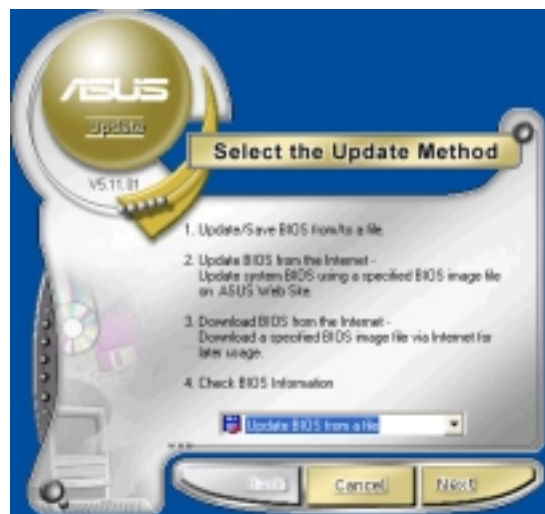 ASUS
Update
V5.11.01
Select the Update Method
1. Update/Save BIOS from/to a file.
2. Update BIOS from the Internet -
Update system BIOS using a specified BIOS image file
on ASUS Web Site.
3. Download BIOS from the Internet -
Download a specified BIOS image file via Internet for
later usage.
4. Check BIOS Information
Update BIOS from a file
Cancel
Next